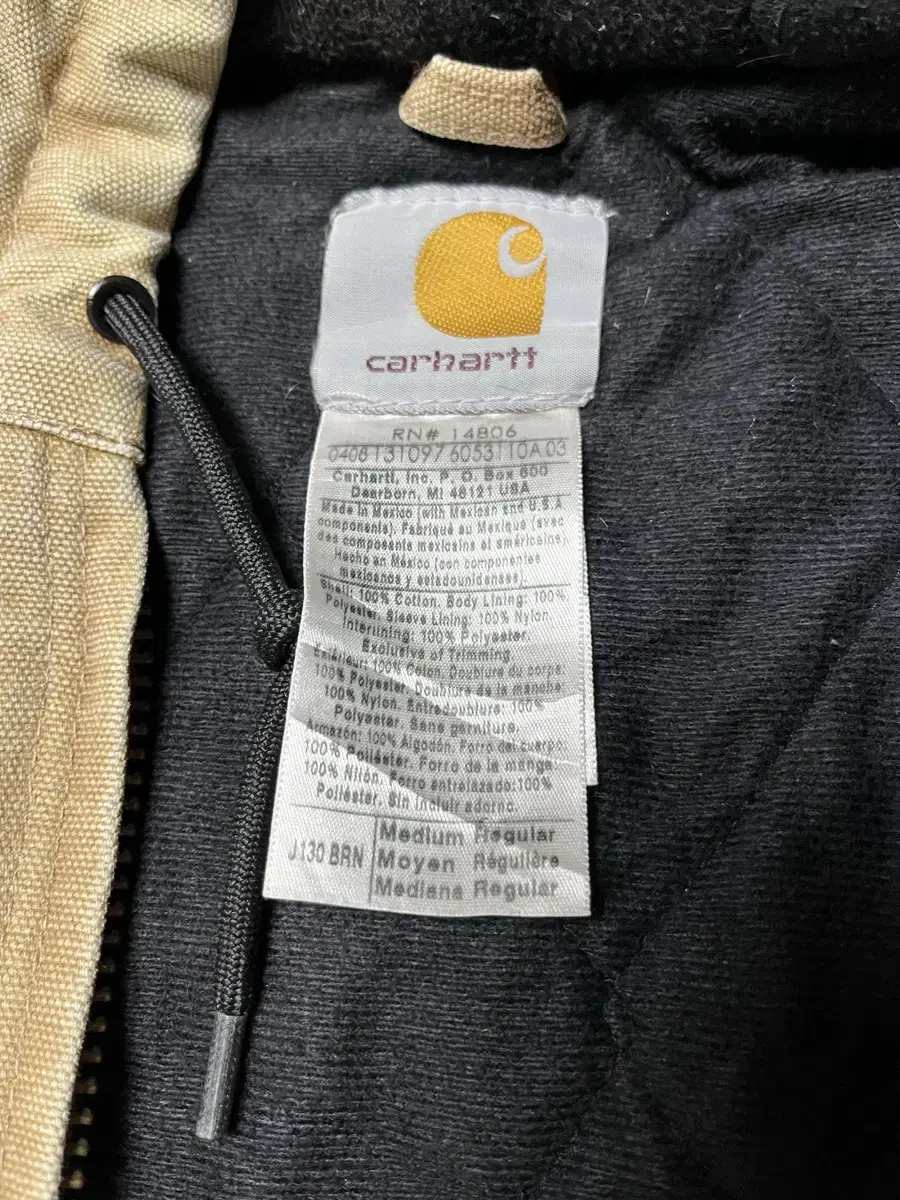 carhartt
RN# 14806
0408 131097 6053110A 03
Carhartt, Inc. P. O. Box 600
Dearborn, MI 48121 USA
Made in Mexico (with Mexican and U.S.A
components). Fabriqué au Mexique (avec
des composants mexicains et américains).
Hecho en México (con componentes
mexicanos y estadounidenses).
Shell: 100% Cotton. Body Lining: 100%
Polyester. Sleeve Lining: 100% Nylon.
Interlining: 100% Polyester.
Exclusive of Trimming.
Extérieur: 100% Coton. Doublure du corps:
100% Polyester. Doublure de la manche:
100% Nylon. Entredoublure: 100%
Polyester. Sans garniture.
Armazón: 100% Algodón. Forro del cuerpo:
100% Poliéster. Forro de la manga:
100% Nilón. Forro entrelazado: 100%
Poliéster. Sin incluir adorno.
J130 BRN
Medium Regular
Moyen Régulière
Mediana Regular